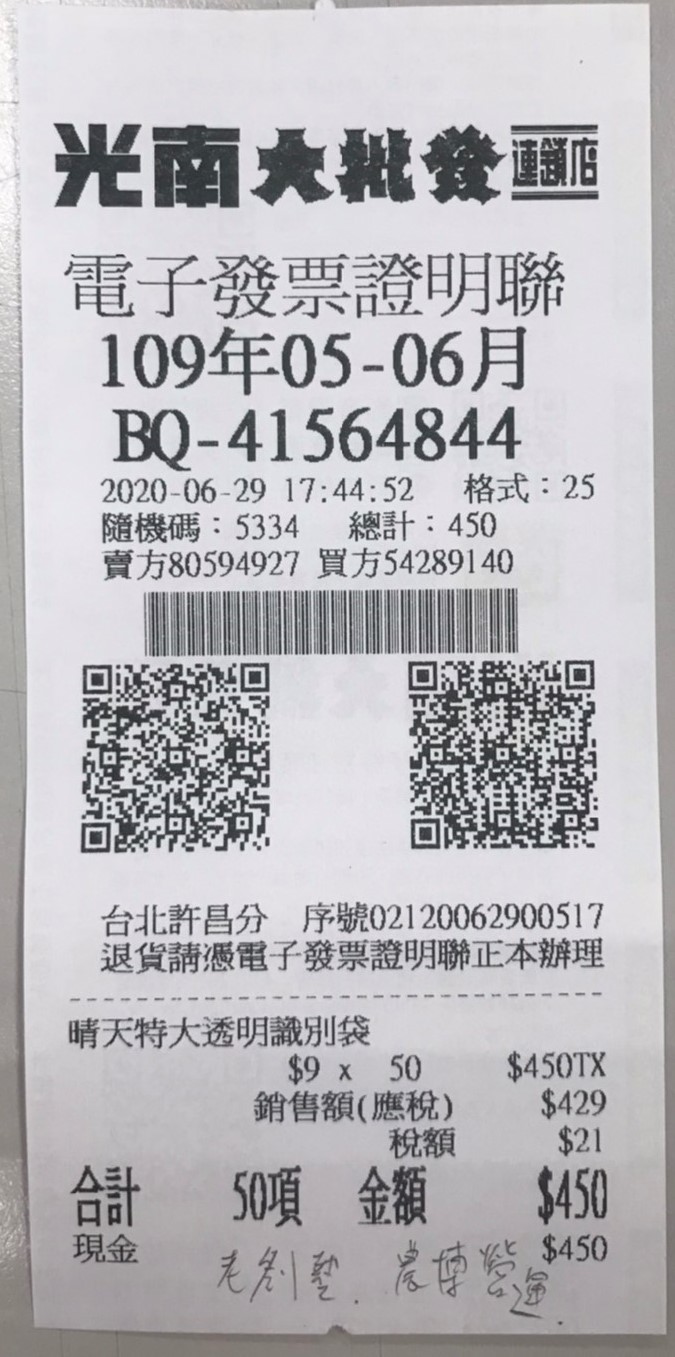 光南大批發連鎖店
電子發票證明聯
109年05-06月
BQ-41564844
2020-06-29 17:44:52 格式：25
隨機碼：5334 總計：450
賣方80594927 買方54289140
台北許昌分 序號02120062900517
退貨請憑電子發票證明聯正本辦理
晴天特大透明識別袋
$9 x 50 $450TX
銷售額(應稅) $429
稅額 $21
合計 50項 金額 $450
現金 $450
農博營運.